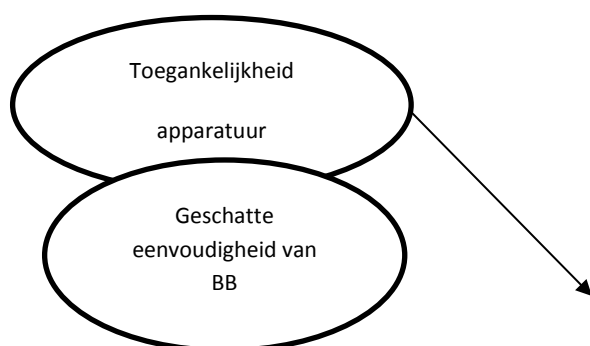 Toegankelijkheid
apparatuur
Geschatte
eenvoudigheid van
BB